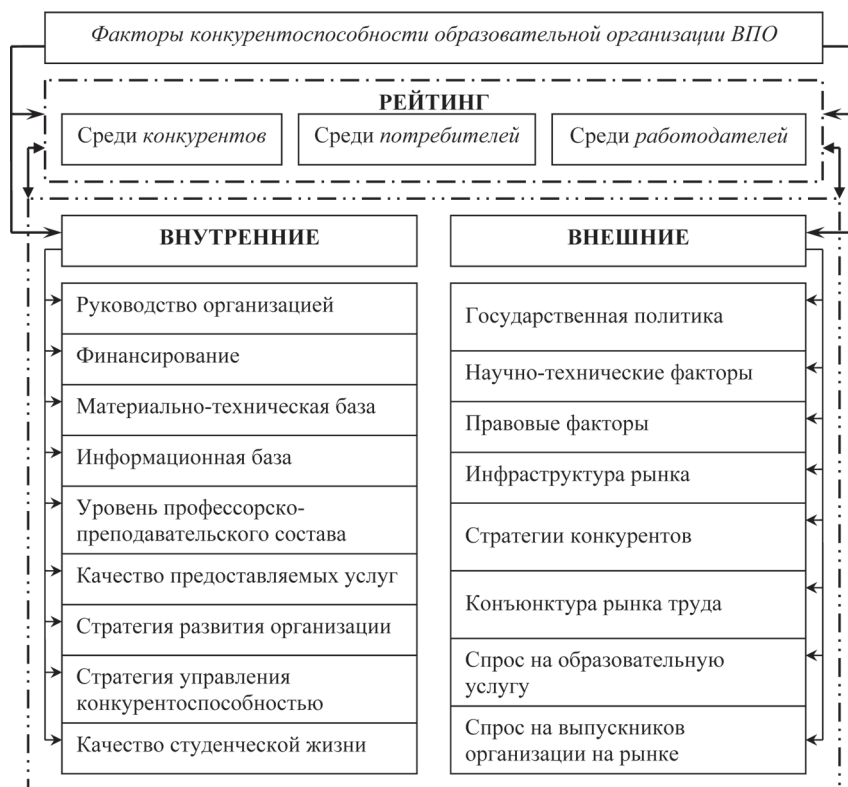 Факторы конкурентоспособности образовательной организации ВПО
РЕЙТИНГ
Среди конкурентов
Среди потребителей
Среди работодателей
ВНУТРЕННИЕ
Руководство организацией
Финансирование
Материально-техническая база
Информационная база
Уровень профессорско-
преподавательского состава
Качество предоставляемых услуг
Стратегия развития организации
Стратегия управления
конкурентоспособностью
Качество студенческой жизни
ВНЕШНИЕ
Государственная политика
Научно-технические факторы
Правовые факторы
Инфраструктура рынка
Стратегии конкурентов
Конъюнктура рынка труда
Спрос на образовательную
услугу
Спрос на выпускников
организации на рынке